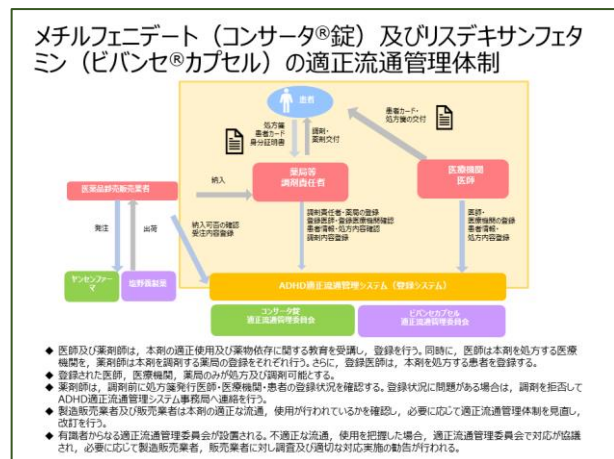 メチルフェニデート（コンサータ®錠）及びリスデキサンフェタ
ミン（ビバンセ®カプセル）の適正流通管理体制
患者
処方箋
患者カード
身分証明書
調剤・
薬剤交付
患者カード・
処方箋の交付
薬局等
調剤責任者
医療機関
医師
医薬品卸売販売業者
納入
発注
出荷
納入可否の確認
受注内容登録
調剤責任者・薬局の登録
登録医師・登録医療機関確認
患者情報・処方内容確認
調剤内容登録
医師・
医療機関の登録
患者情報・
処方内容登録
ヤンセンファー
マ
塩野義製薬
ADHD適正流通管理システム（登録システム）
コンサータ錠
適正流通管理委員会
ビバンセカプセル
適正流通管理委員会
◆ 医師及び薬剤師は，本剤の適正使用及び薬物依存に関する教育を受講し，登録を行う。同時に，医師は本剤を処方する医療
機関を，薬剤師は本剤を調剤する薬局の登録をそれぞれ行う。さらに，登録医師は，本剤を処方する患者を登録する。
◆ 登録された医師，医療機関，薬局のみが処方及び調剤可能とする。
◆ 薬剤師は，調剤前に処方箋発行医師・医療機関・患者の登録状況を確認する。登録状況に問題がある場合は，調剤を拒否して
ADHD適正流通管理システム事務局へ連絡を行う。
◆ 製造販売業者及び販売業者は本剤の適正な流通，使用が行われているかを確認し，必要に応じて適正流通管理体制を見直し，
改訂を行う。
◆ 有識者からなる適正流通管理委員会が設置される。不適正な流通，使用を把握した場合，適正流通管理委員会で対応が協議
され，必要に応じて製造販売業者，販売業者に対し調査及び適切な対応実施の勧告が行われる。